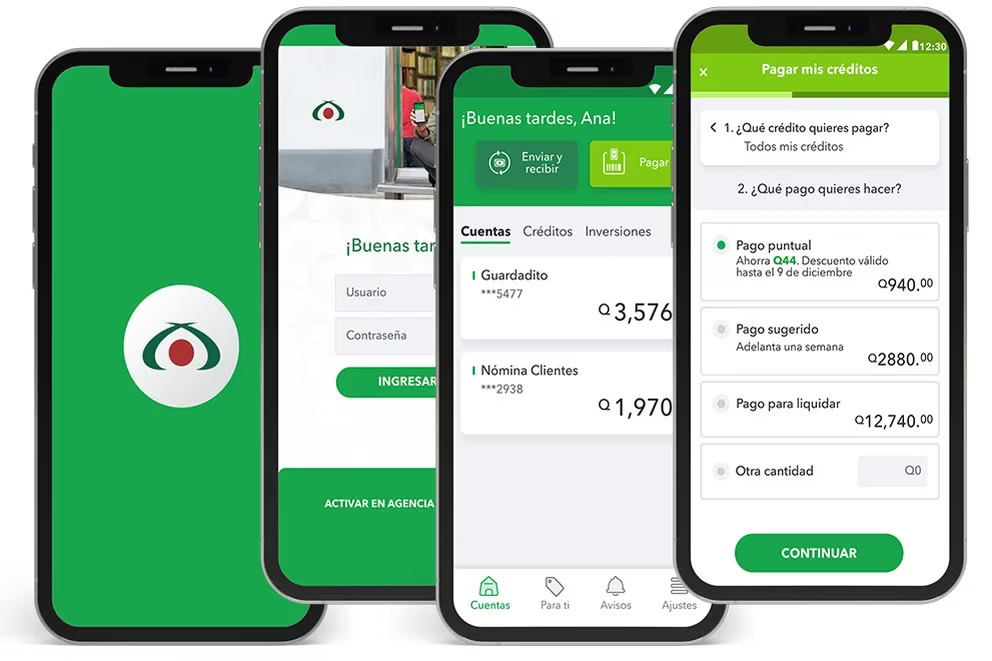 ¡Buenas tar
Usuario
Contraseña
INGRESAR
ACTIVAR EN AGENCIA
¡Buenas tardes, Ana!
Enviar y
recibir
Pagar
Cuentas Créditos Inversiones
Guardadito
***5477
Q 3,576
Nómina Clientes
***2938
Q 1,970
Cuentas Para ti Avisos Ajustes
12:30
× Pagar mis créditos
1. ¿Qué crédito quieres pagar?
Todos mis créditos
2. ¿Qué pago quieres hacer?
Pago puntual
Ahorra Q44. Descuento válido
hasta el 9 de diciembre
Q940.00
Pago sugerido
Adelanta una semana
Q2880.00
Pago para liquidar
Q12,740.00
Otra cantidad Q0
CONTINUAR